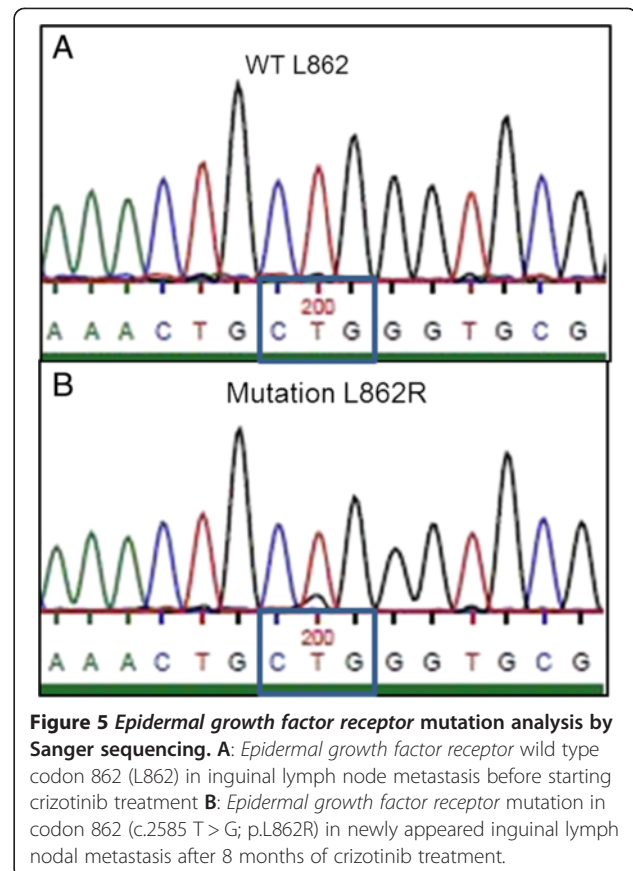 A
WT L862
200
A A A C T G C T G G G T G C G
B
Mutation L862R
200
A A A C T G C T G G G T G C G
Figure 5 Epidermal growth factor receptor mutation analysis by
Sanger sequencing. A: Epidermal growth factor receptor wild type
codon 862 (L862) in inguinal lymph node metastasis before starting
crizotinib treatment B: Epidermal growth factor receptor mutation in
codon 862 (c.2585 T > G; p.L862R) in newly appeared inguinal lymph
nodal metastasis after 8 months of crizotinib treatment.